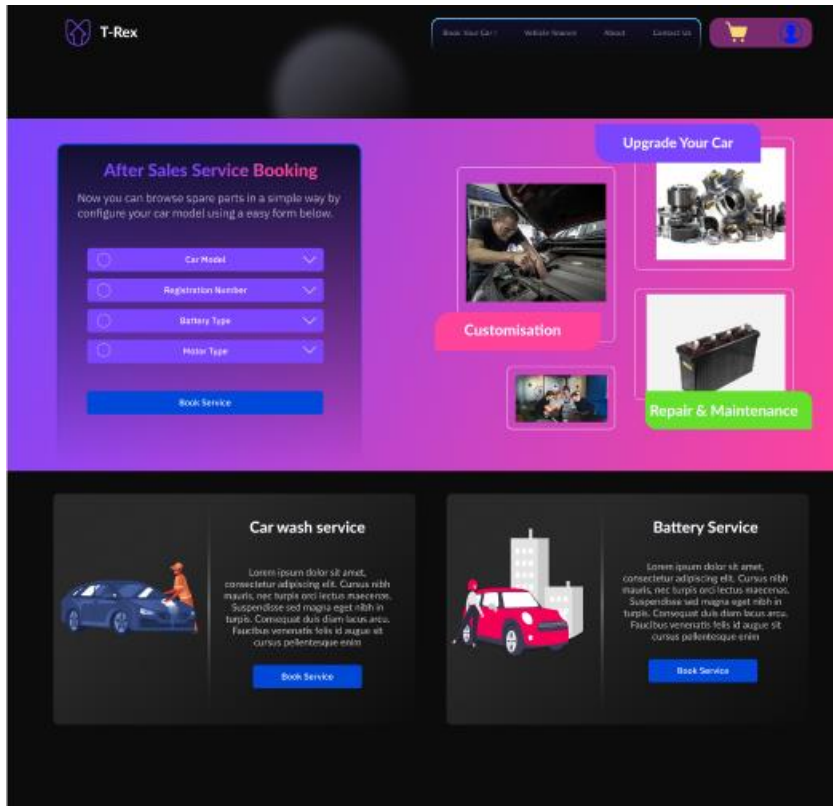 T-Rex
Book Your Car!
Vehicle Finance
About
Contact Us
After Sales Service Booking
Now you can browse spare parts in a simple way by
configure your car model using a easy form below.
Car Model
Registration Number
Battery Type
Motor Type
Book Service
Upgrade Your Car
Customisation
Repair & Maintenance
Car wash service
Lorem ipsum dolor sit amet,
consectetur adipiscing elit. Cursus nibh
mauris, nec turpis orci lectus maecenas.
Suspendisse sed magna eget nibh in
turpis. Consequat duis diam lacus arcu.
Faucibus venenatis felis id augue sit
cursus pellentesque enim
Book Service
Battery Service
Lorem ipsum dolor sit amet,
consectetur adipiscing elit. Cursus nibh
mauris, nec turpis orci lectus maecenas.
Suspendisse sed magna eget nibh in
turpis. Consequat duis diam lacus arcu.
Faucibus venenatis felis id augue sit
cursus pellentesque enim
Book Service